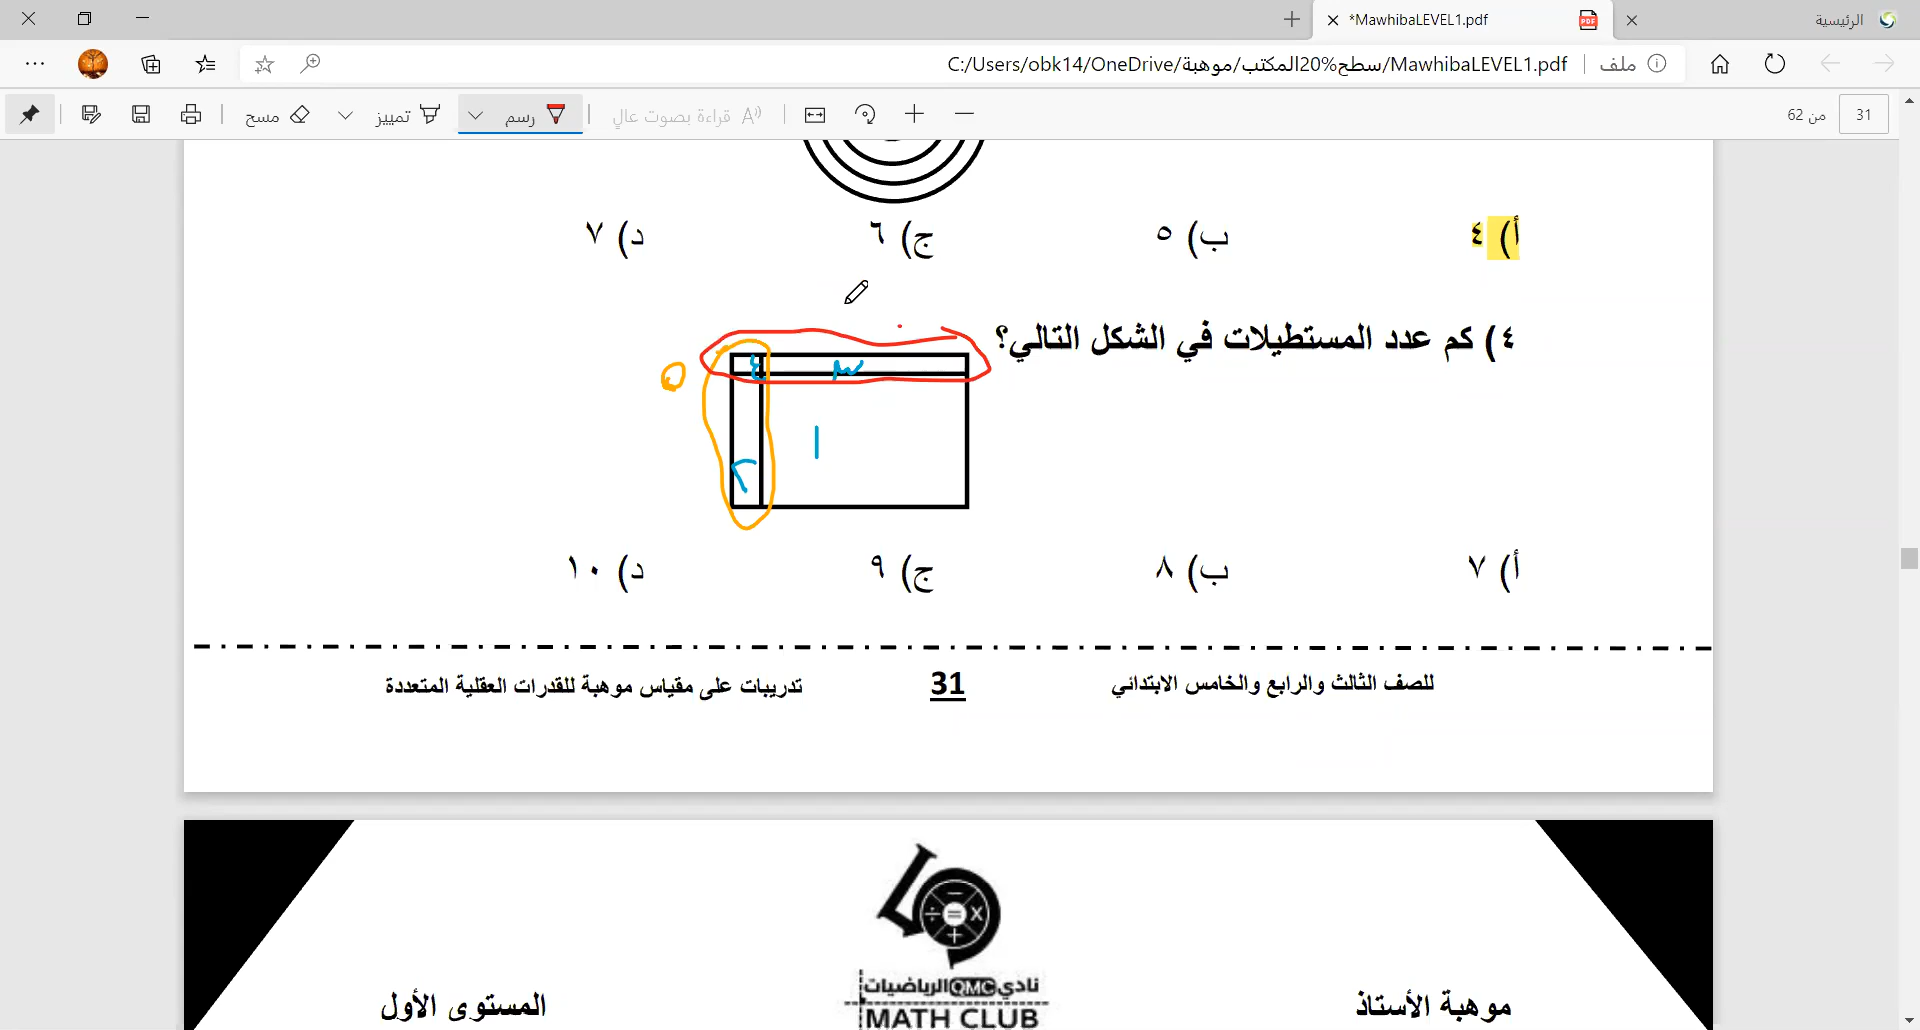 الرئيسية
*MawhibaLEVEL1.pdf
ملف
C:/Users/obk14/OneDrive/سطح%20المكتب/موهبة/MawhibaLEVEL1.pdf
31
من 62
قراءة بصوت عالٍ
رسم
تمييز
مسح
أ) ٤
ب) ٥
ج) ٦
د) ٧
٤) كم عدد المستطيلات في الشكل التالي؟
٤
٣
٥
١
٢
أ) ٧
ب) ٨
ج) ٩
د) ١٠
للصف الثالث والرابع والخامس الابتدائي
31
تدريبات على مقياس موهبة للقدرات العقلية المتعددة
نادي QMC الرياضيات
MATH CLUB
موهبة الأستاذ
المستوى الأول